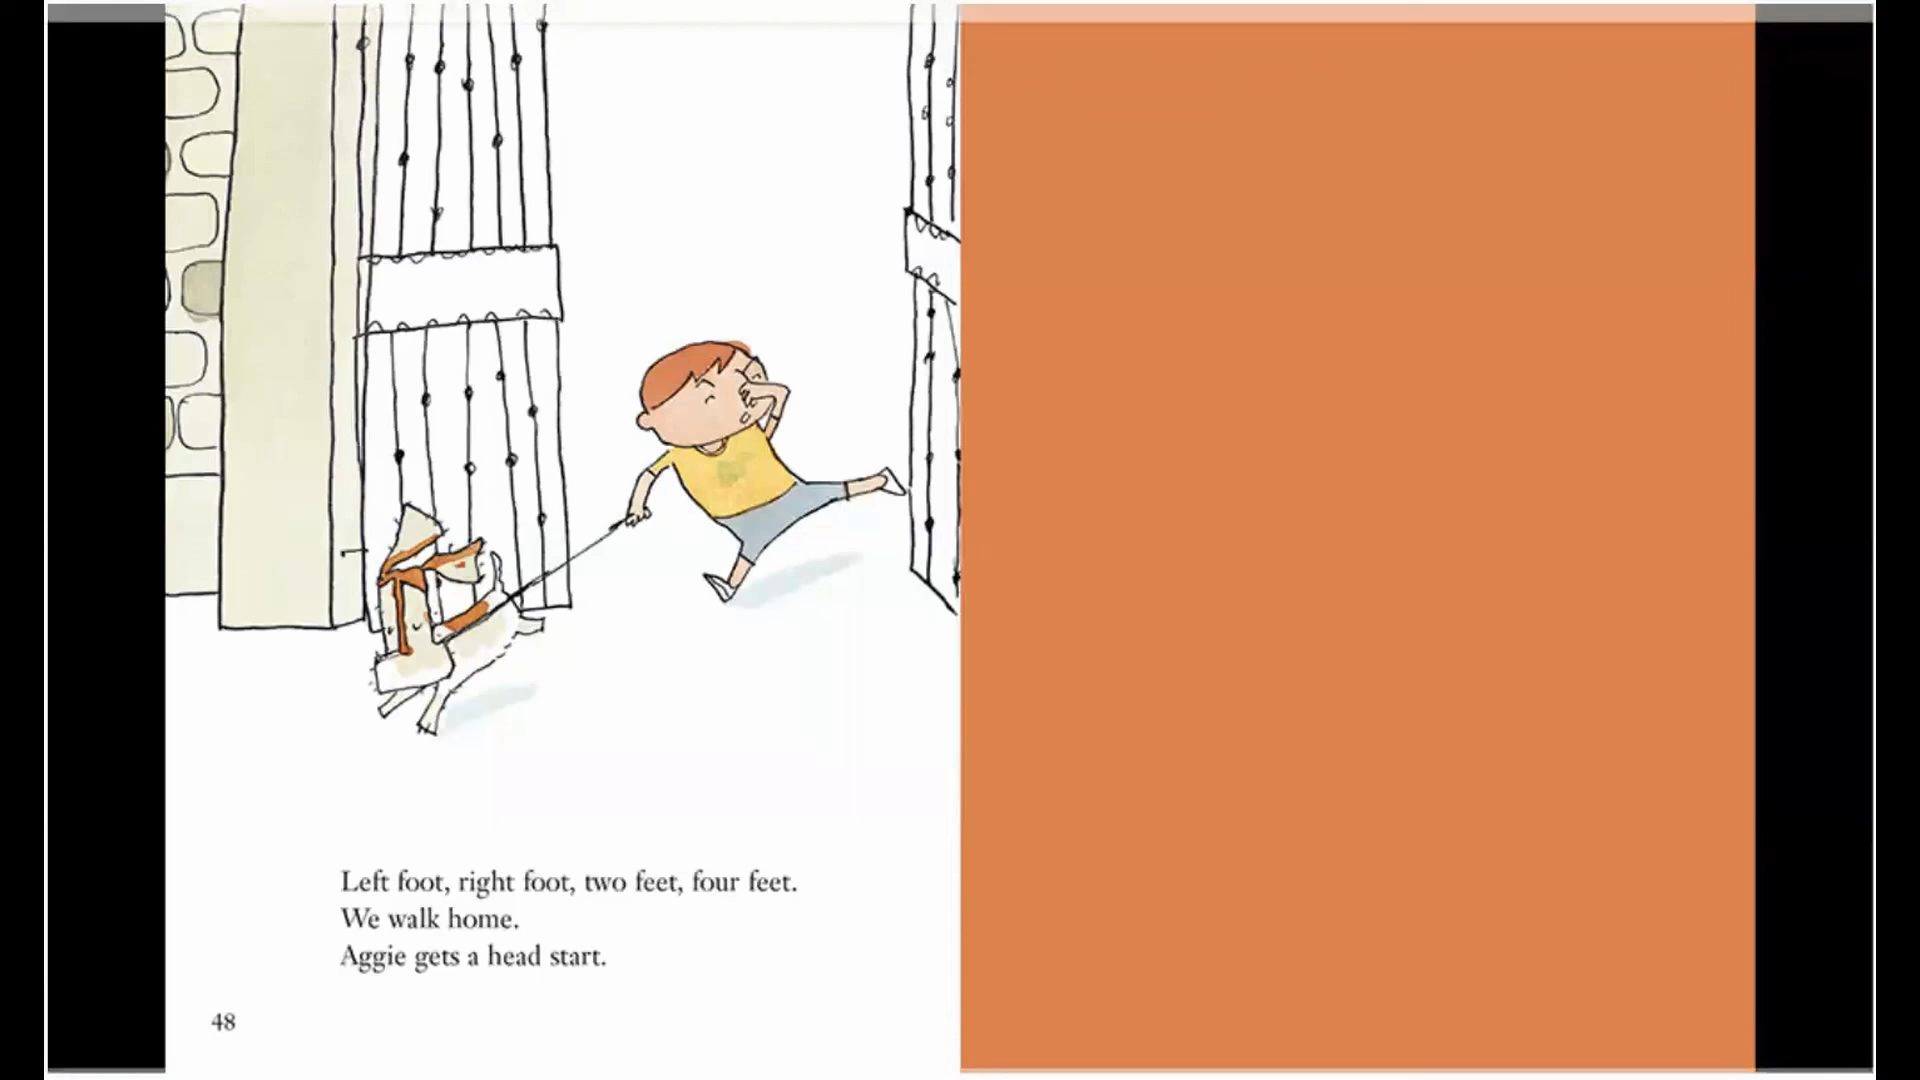 Left foot, right foot, two feet, four feet.
We walk home.
Aggie gets a head start.
48